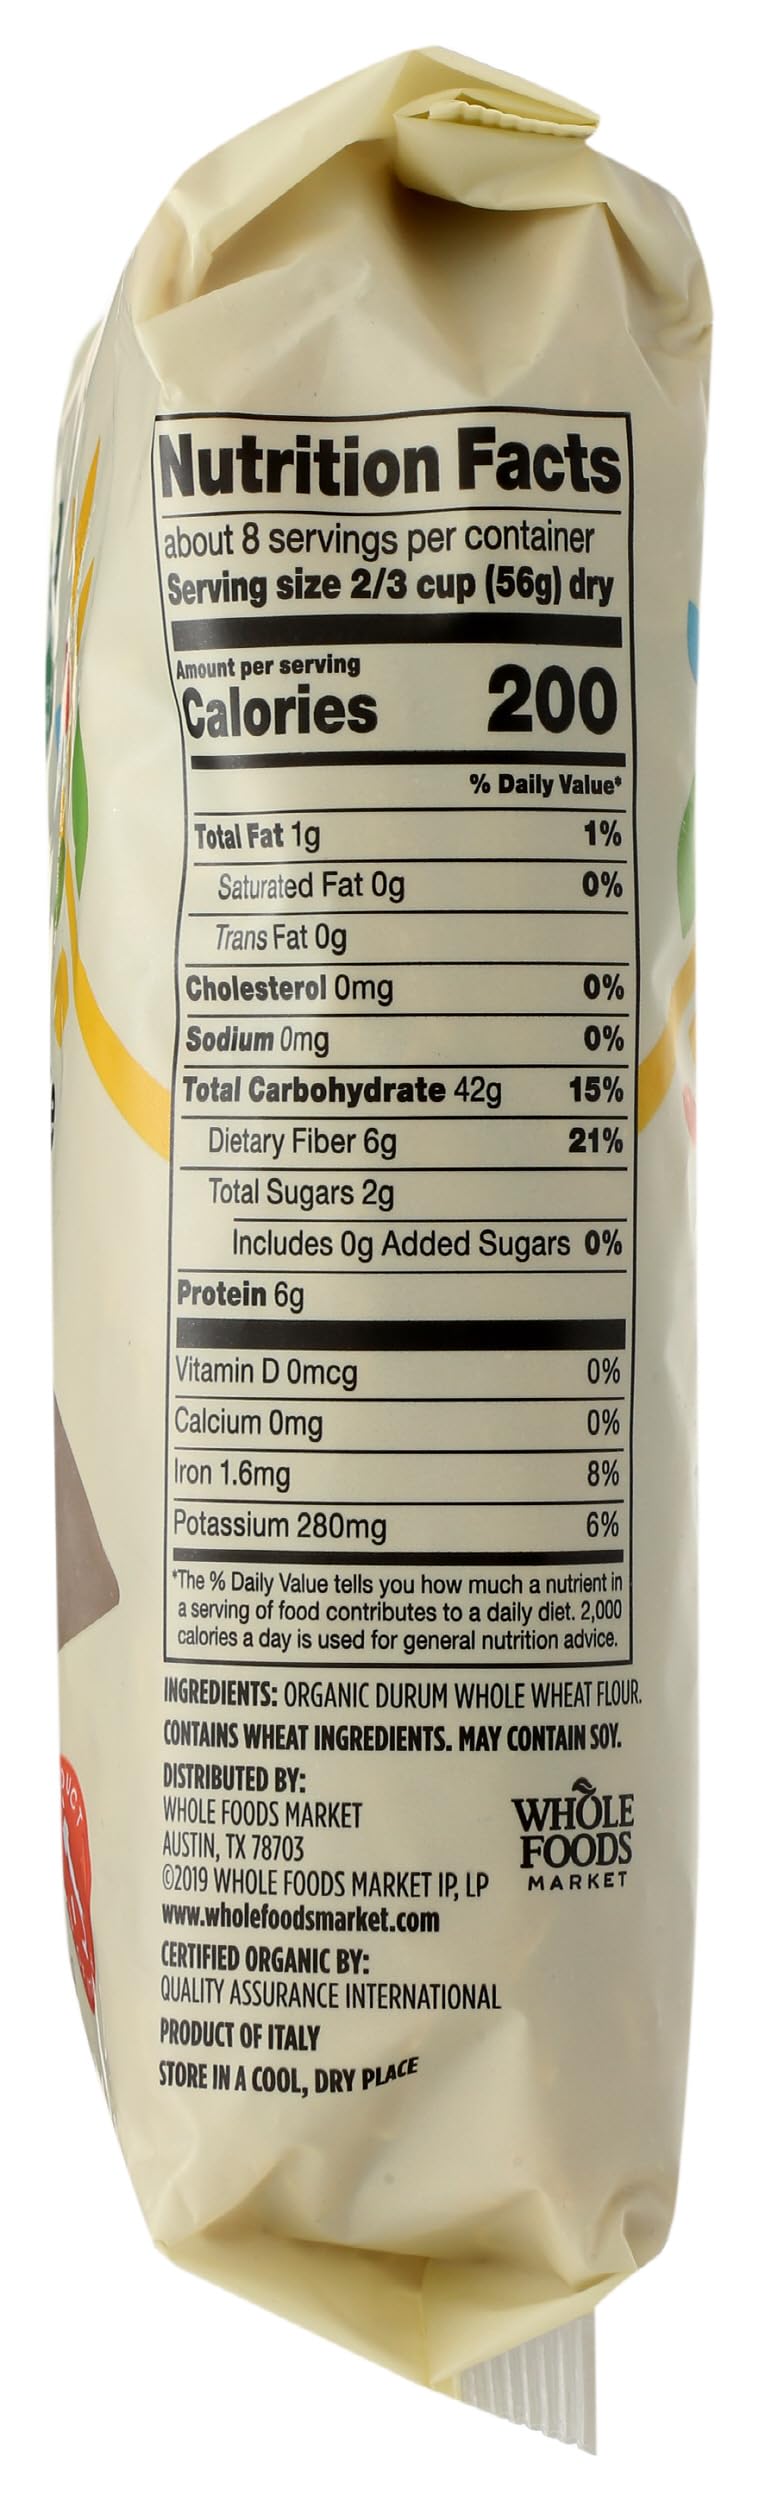 Nutrition Facts
about 8 servings per container
Serving size 2/3 cup (56g) dry
Amount per serving
Calories 200
% Daily Value*
Total Fat 1g 1%
Saturated Fat 0g 0%
Trans Fat 0g
Cholesterol 0mg 0%
Sodium 0mg 0%
Total Carbohydrate 42g 15%
Dietary Fiber 6g 21%
Total Sugars 2g
Includes 0g Added Sugars 0%
Protein 6g
Vitamin D 0mcg 0%
Calcium 0mg 0%
Iron 1.6mg 8%
Potassium 280mg 6%
*The % Daily Value tells you how much a nutrient in
a serving of food contributes to a daily diet. 2,000
calories a day is used for general nutrition advice.
INGREDIENTS: ORGANIC DURUM WHOLE WHEAT FLOUR.
CONTAINS WHEAT INGREDIENTS. MAY CONTAIN SOY.
DISTRIBUTED BY:
WHOLE FOODS MARKET
AUSTIN, TX 78703
©2019 WHOLE FOODS MARKET IP, LP
www.wholefoodsmarket.com
WHOLE
FOODS
MARKET
CERTIFIED ORGANIC BY:
QUALITY ASSURANCE INTERNATIONAL
PRODUCT OF ITALY
STORE IN A COOL, DRY PLACE